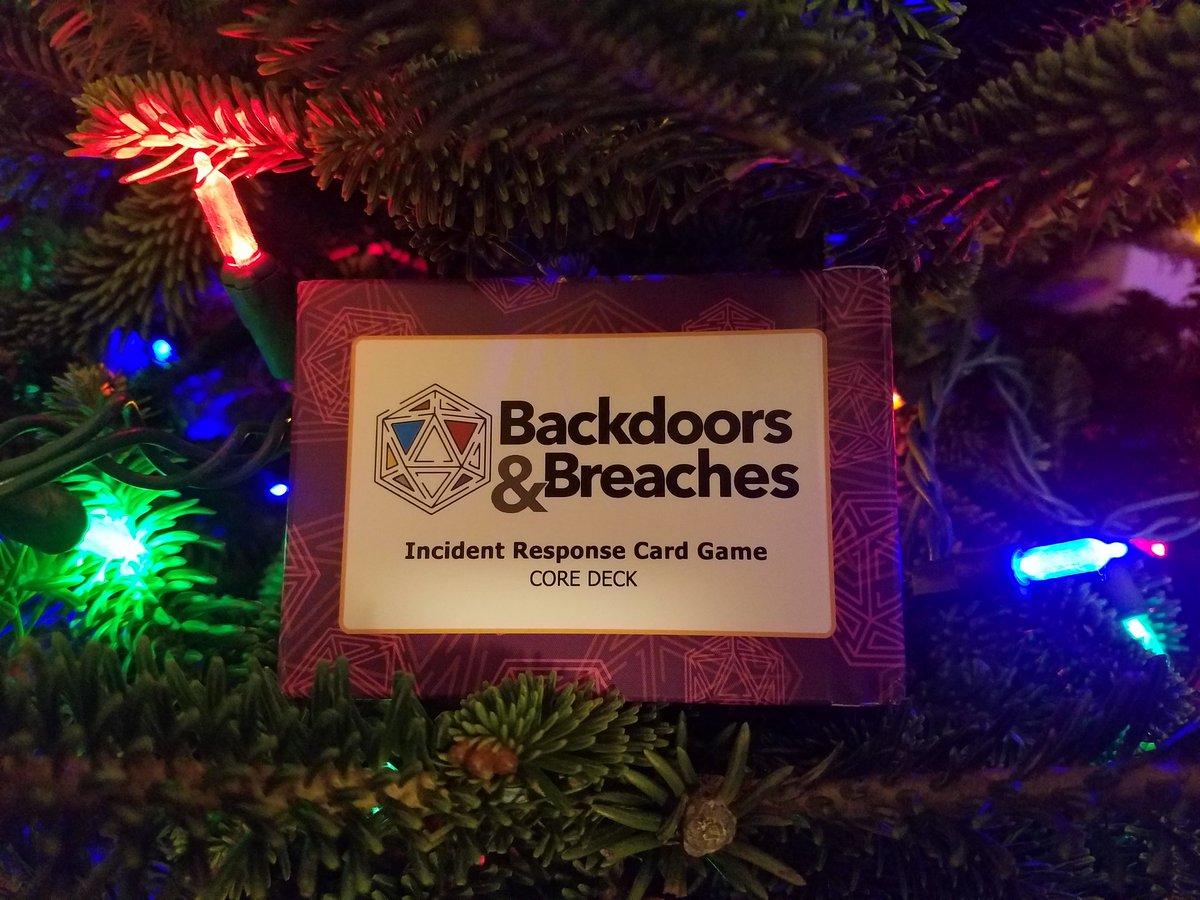 Backdoors
&Breaches
Incident Response Card Game
CORE DECK